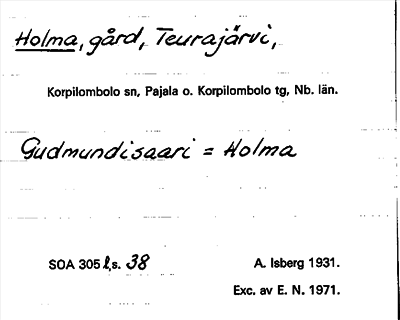 Holma, gård, Teurajärvi,
Korpilombolo sn, Pajala o. Korpilombolo tg, Nb. län.
Gudmundisaari = Holma
SOA 305 l, s. 38
A. Isberg 1931.
Exc. av E. N. 1971.